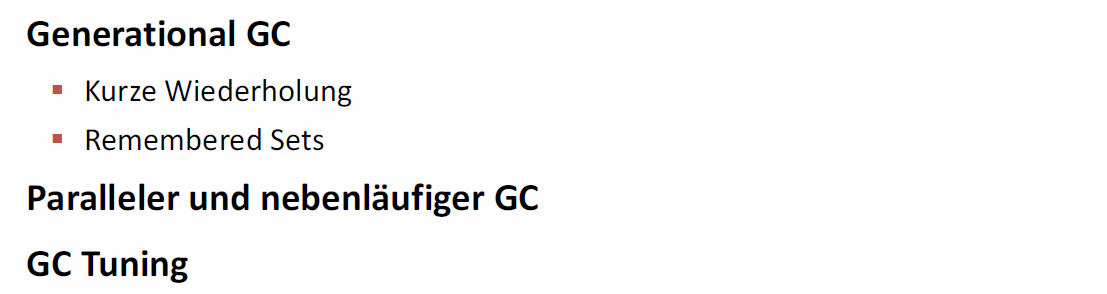 Generational GC
▪ Kurze Wiederholung
▪ Remembered Sets
Paralleler und nebenläufiger GC
GC Tuning